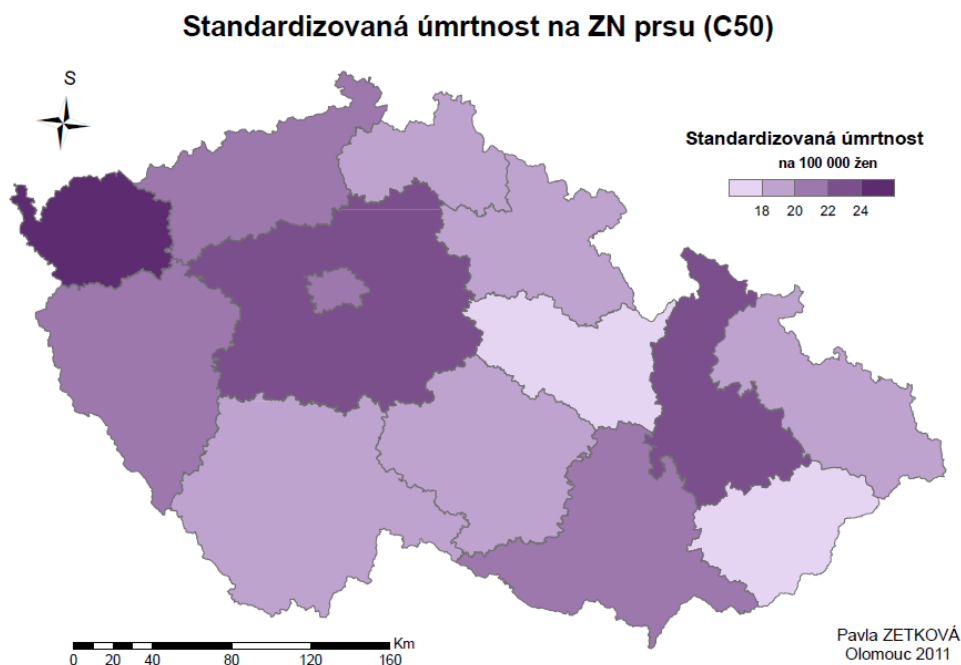 Standardizovaná úmrtnost na ZN prsu (C50)
S
Standardizovaná úmrtnost
na 100 000 žen
18 20 22 24
Km
0 20 40 80 120 160
Pavla ZETKOVÁ
Olomouc 2011